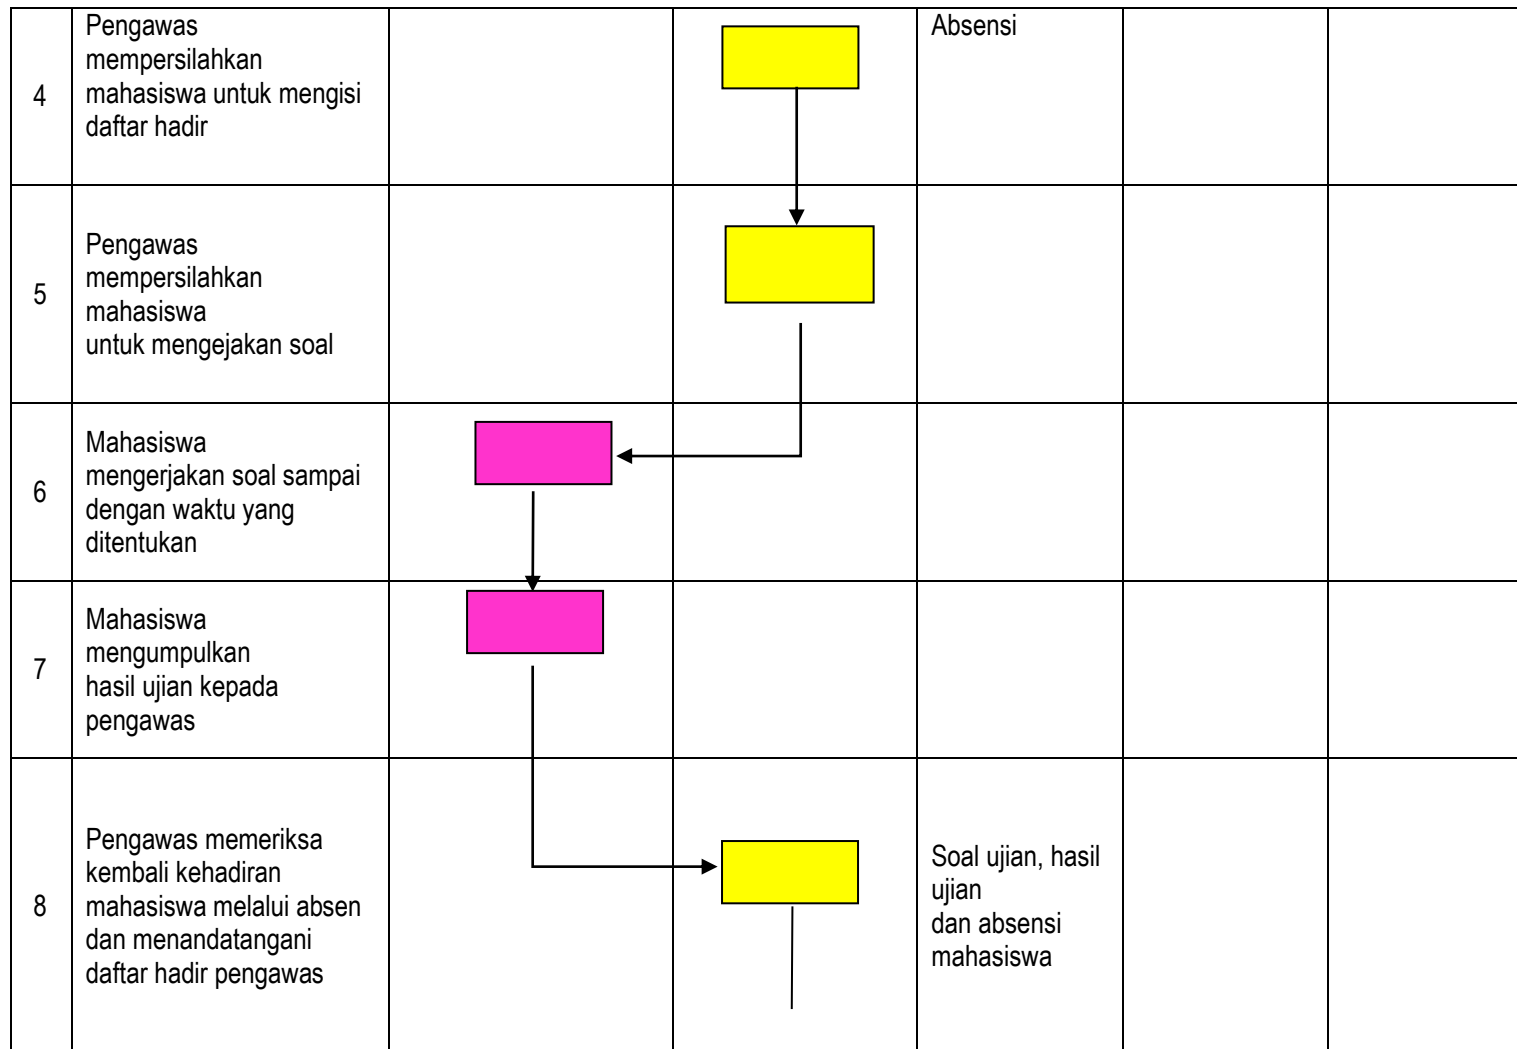 4
Pengawas
mempersilahkan
mahasiswa untuk mengisi
daftar hadir
Absensi
5
Pengawas
mempersilahkan
mahasiswa
untuk mengejakan soal
6
Mahasiswa
mengerjakan soal sampai
dengan waktu yang
ditentukan
7
Mahasiswa
mengumpulkan
hasil ujian kepada
pengawas
8
Pengawas memeriksa
kembali kehadiran
mahasiswa melalui absen
dan menandatangani
daftar hadir pengawas
Soal ujian, hasil
ujian
dan absensi
mahasiswa